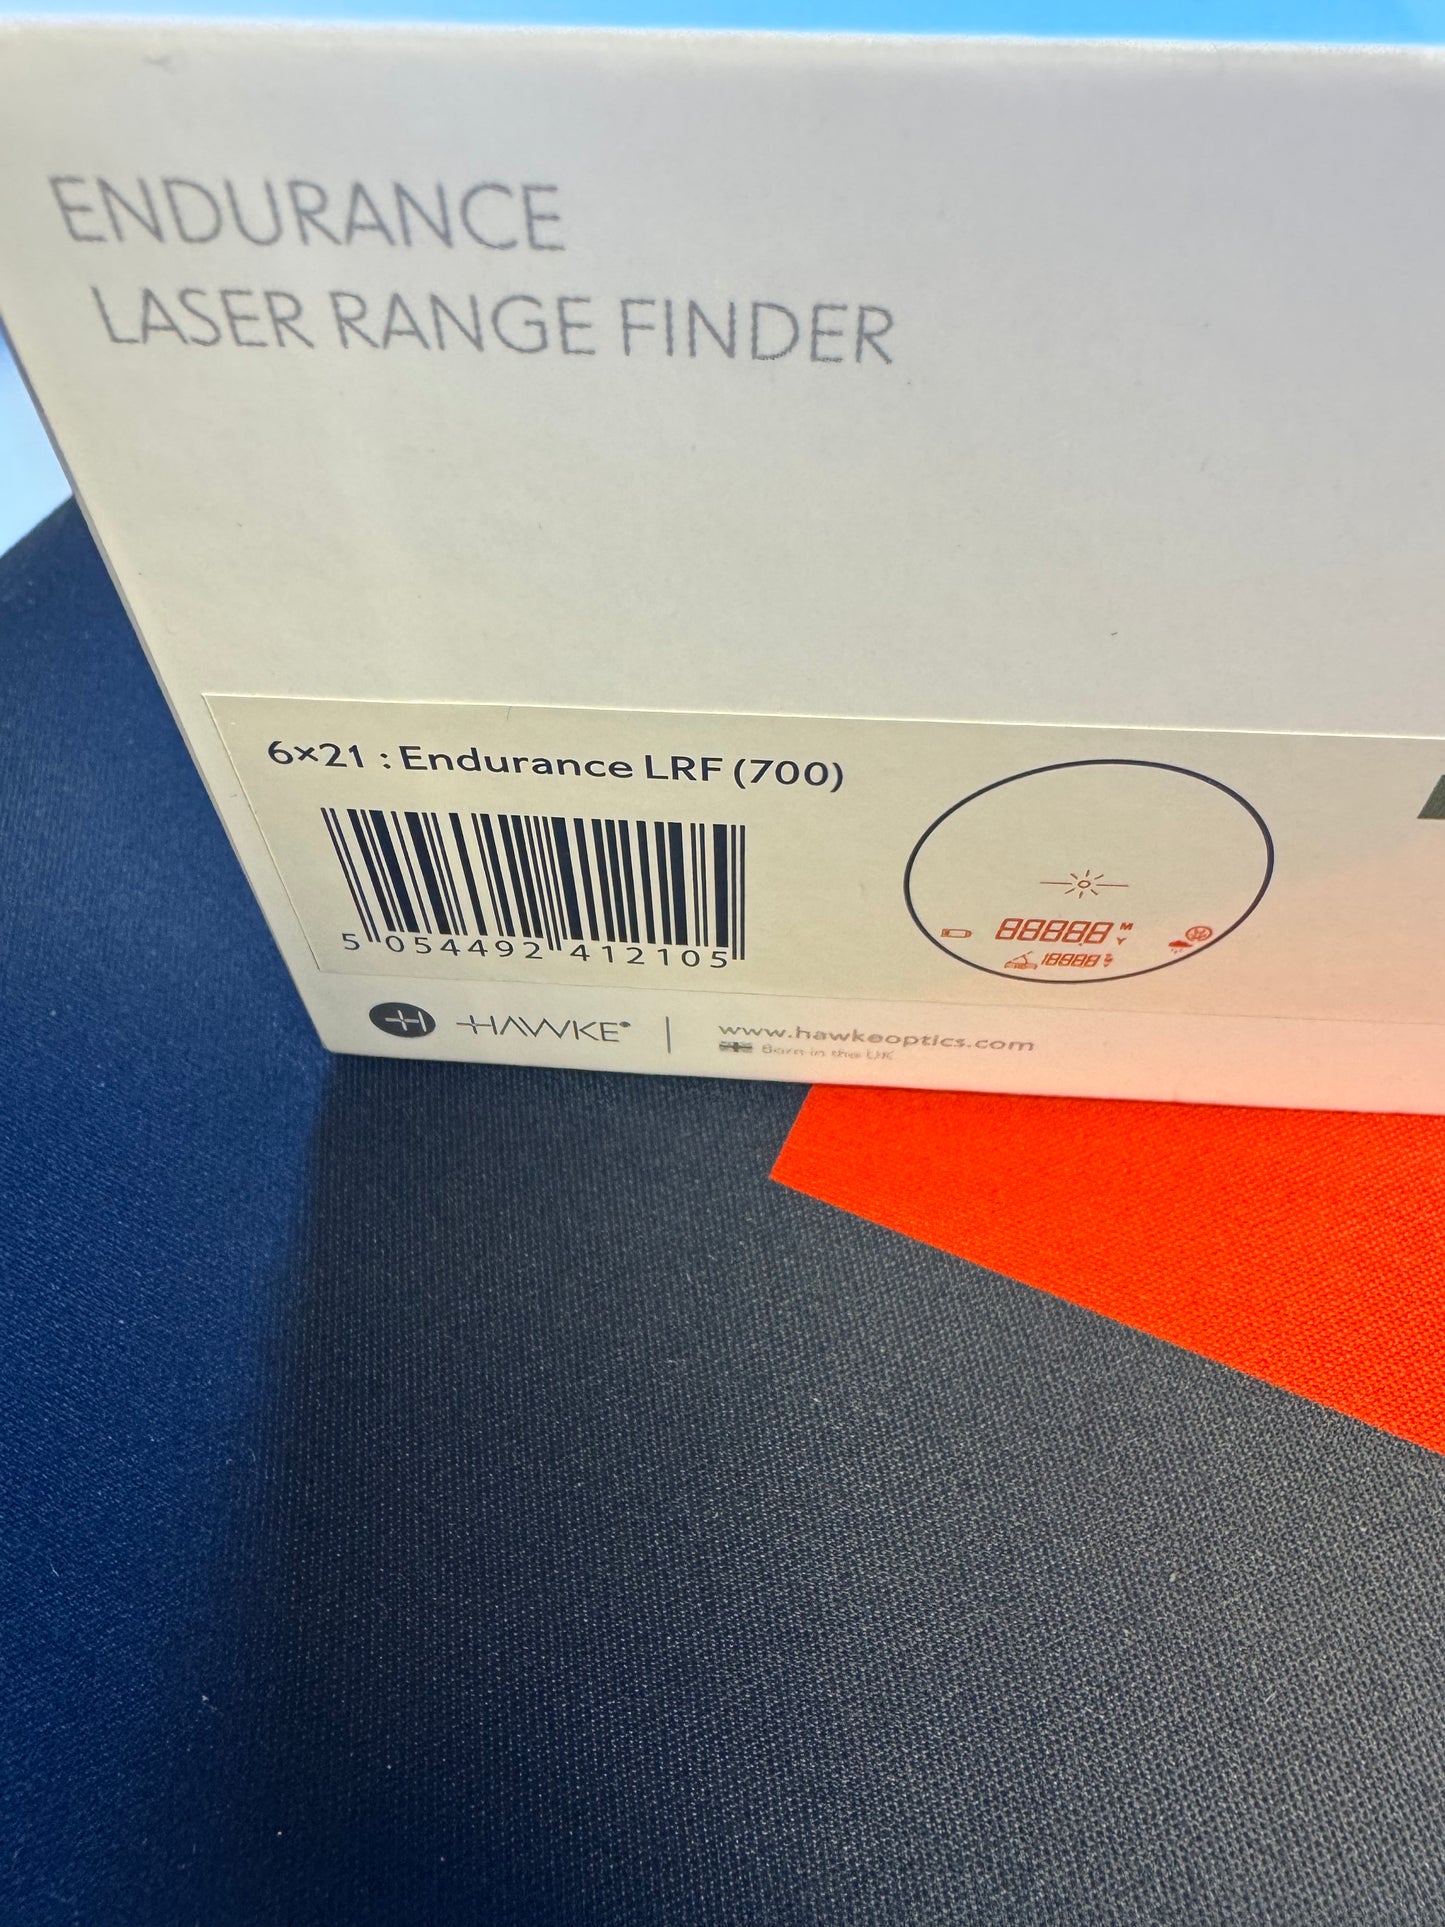 ENDURANCE
LASER RANGE FINDER
6×21 : Endurance LRF (700)
5 054492 412105
88888 M
Y
18888
HAWKE® | www.hawkeoptics.com
Born in the UK